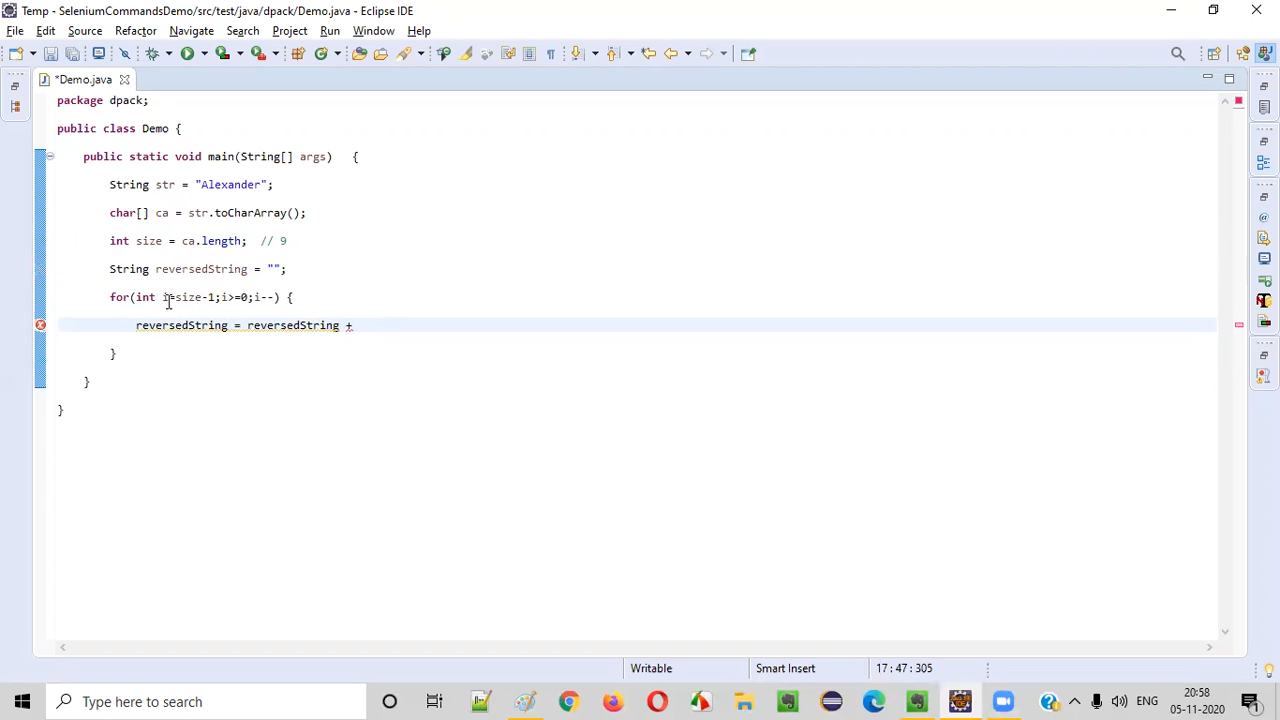 Temp - SeleniumCommandsDemo/src/test/java/dpack/Demo.java - Eclipse IDE
File Edit Source Refactor Navigate Search Project Run Window Help
*Demo.java
package dpack;
public class Demo {
public static void main(String[] args) {
String str = "Alexander";
char[] ca = str.toCharArray();
int size = ca.length; // 9
String reversedString = "";
for(int i=size-1;i>=0;i--) {
reversedString = reversedString +
}
}
}
Writable Smart Insert 17 : 47 : 305
Type here to search
ENG
20:58
05-11-2020